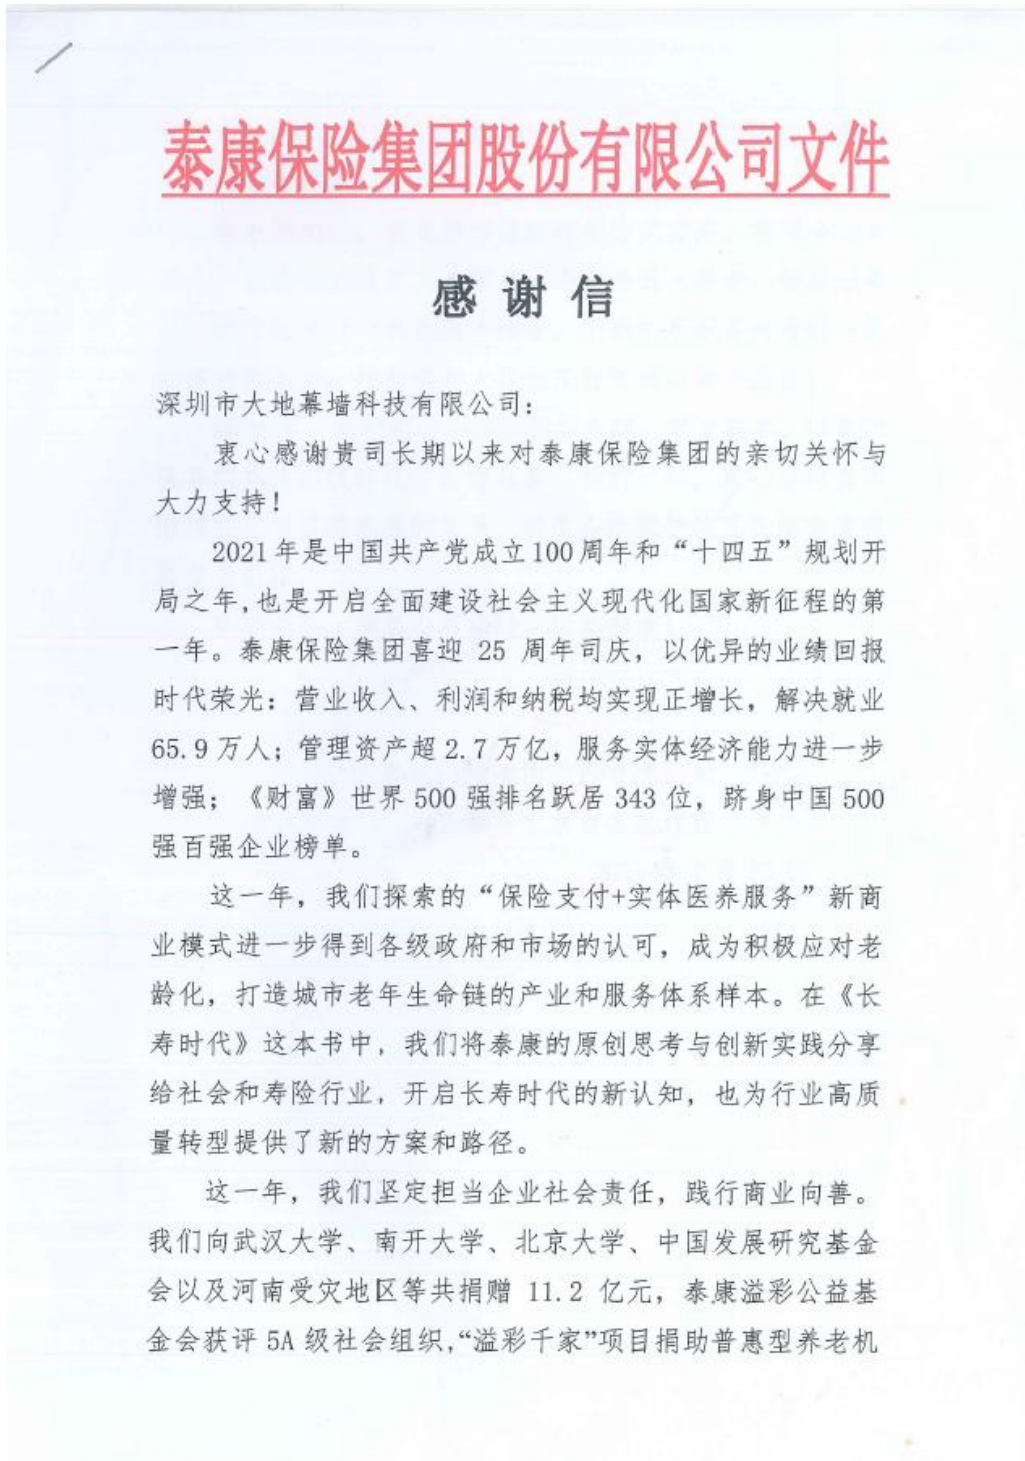 泰康保险集团股份有限公司文件
感谢信
深圳市大地幕墙科技有限公司：
衷心感谢贵司长期以来对泰康保险集团的亲切关怀与
大力支持！
2021年是中国共产党成立100周年和“十四五”规划开
局之年,也是开启全面建设社会主义现代化国家新征程的第
一年。泰康保险集团喜迎 25 周年司庆，以优异的业绩回报
时代荣光：营业收入、利润和纳税均实现正增长，解决就业
65.9万人；管理资产超2.7万亿，服务实体经济能力进一步
增强；《财富》世界 500 强排名跃居 343 位，跻身中国 500
强百强企业榜单。
这一年，我们探索的“保险支付+实体医养服务”新商
业模式进一步得到各级政府和市场的认可，成为积极应对老
龄化，打造城市老年生命链的产业和服务体系样本。在《长
寿时代》这本书中，我们将泰康的原创思考与创新实践分享
给社会和寿险行业，开启长寿时代的新认知，也为行业高质
量转型提供了新的方案和路径。
这一年，我们坚定担当企业社会责任，践行商业向善。
我们向武汉大学、南开大学、北京大学、中国发展研究基金
会以及河南受灾地区等共捐赠 11.2 亿元，泰康溢彩公益基
金会获评 5A 级社会组织,“溢彩千家”项目捐助普惠型养老机